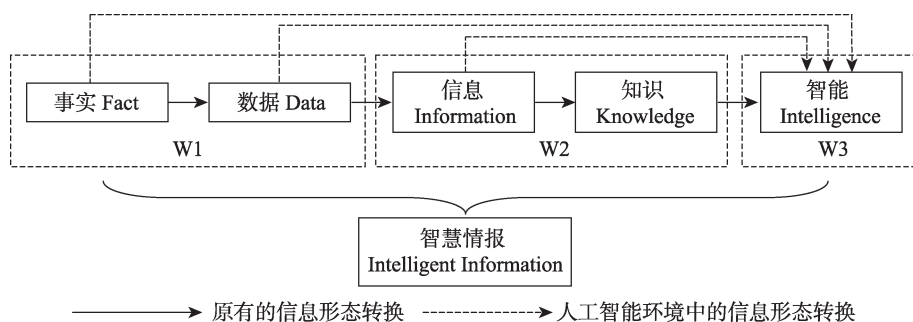 事实 Fact
数据 Data
信息
Information
知识
Knowledge
智能
Intelligence
W1
W2
W3
智慧情报
Intelligent Information
原有的信息形态转换
人工智能环境中的信息形态转换